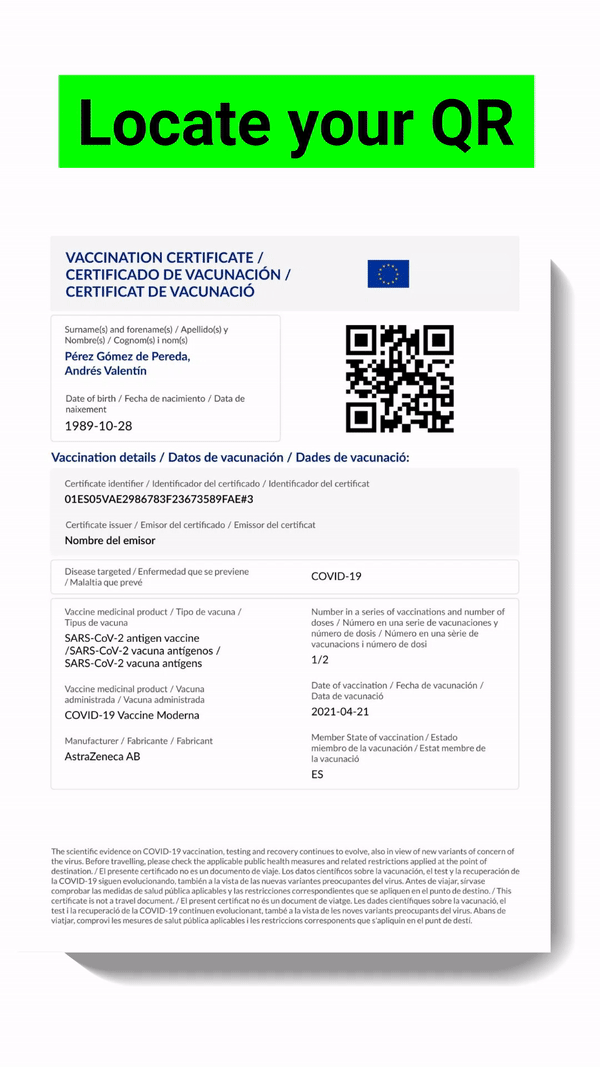 Locate your QR
VACCINATION CERTIFICATE /
CERTIFICADO DE VACUNACIÓN /
CERTIFICAT DE VACUNACIÓ
Surname(s) and forename(s) / Apellido(s) y
Nombre(s) / Cognom(s) i nom(s)
Pérez Gómez de Pereda,
Andrés Valentín
Date of birth / Fecha de nacimiento / Data de
naixement
1989-10-28
Vaccination details / Datos de vacunación / Dades de vacunació:
Certificate identifier / Identificador del certificado / Identificador del certificat
01ES05VAE2986783F23673589FAE#3
Certificate issuer / Emisor del certificado / Emissor del certificat
Nombre del emisor
Disease targeted / Enfermedad que se previene
/ Malaltia que prevé
COVID-19
Vaccine medicinal product / Tipo de vacuna /
Tipus de vacuna
SARS-CoV-2 antigen vaccine
/SARS-CoV-2 vacuna antígenos /
SARS-CoV-2 vacuna antígens
Vaccine medicinal product / Vacuna
administrada / Vacuna administrada
COVID-19 Vaccine Moderna
Manufacturer / Fabricante / Fabricant
AstraZeneca AB
Number in a series of vaccinations and number of
doses / Número en una serie de vacunaciones y
número de dosis / Número en una sèrie de
vacunacions i número de dosi
1/2
Date of vaccination / Fecha de vacunación /
Data de vacunació
2021-04-21
Member State of vaccination / Estado
miembro de la vacunación / Estat membre de
la vacunació
ES
The scientific evidence on COVID-19 vaccination, testing and recovery continues to evolve, also in view of new variants of concern of
the virus. Before travelling, please check the applicable public health measures and related restrictions applied at the point of
destination. / El presente certificado no es un documento de viaje. Los datos científicos sobre la vacunación, el test y la recuperación de
la COVID-19 siguen evolucionando, también a la vista de las nuevas variantes preocupantes del virus. Antes de viajar, sírvase
comprobar las medidas de salud pública aplicables y las restricciones correspondientes que se apliquen en el punto de destino. / This
certificate is not a travel document. / El present certificat no és un document de viatge. Les dades científiques sobre la vacunació, el
test i la recuperació de la COVID-19 continuen evolucionant, també a la vista de les noves variants preocupants del virus. Abans de
viatjar, comproví les mesures de salut pública aplicables i les restriccions corresponents que s'apliquin en el punt de destí.